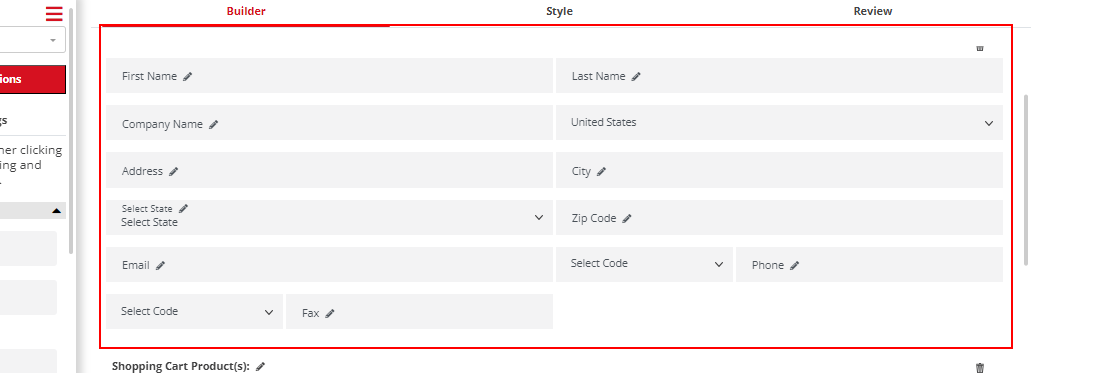 Builder
Style
Review
ions
gs
ner clicking
ing and
.
First Name
Last Name
Company Name
United States
Address
City
Select State
Select State
Zip Code
Email
Select Code
Phone
Select Code
Fax
Shopping Cart Product(s):